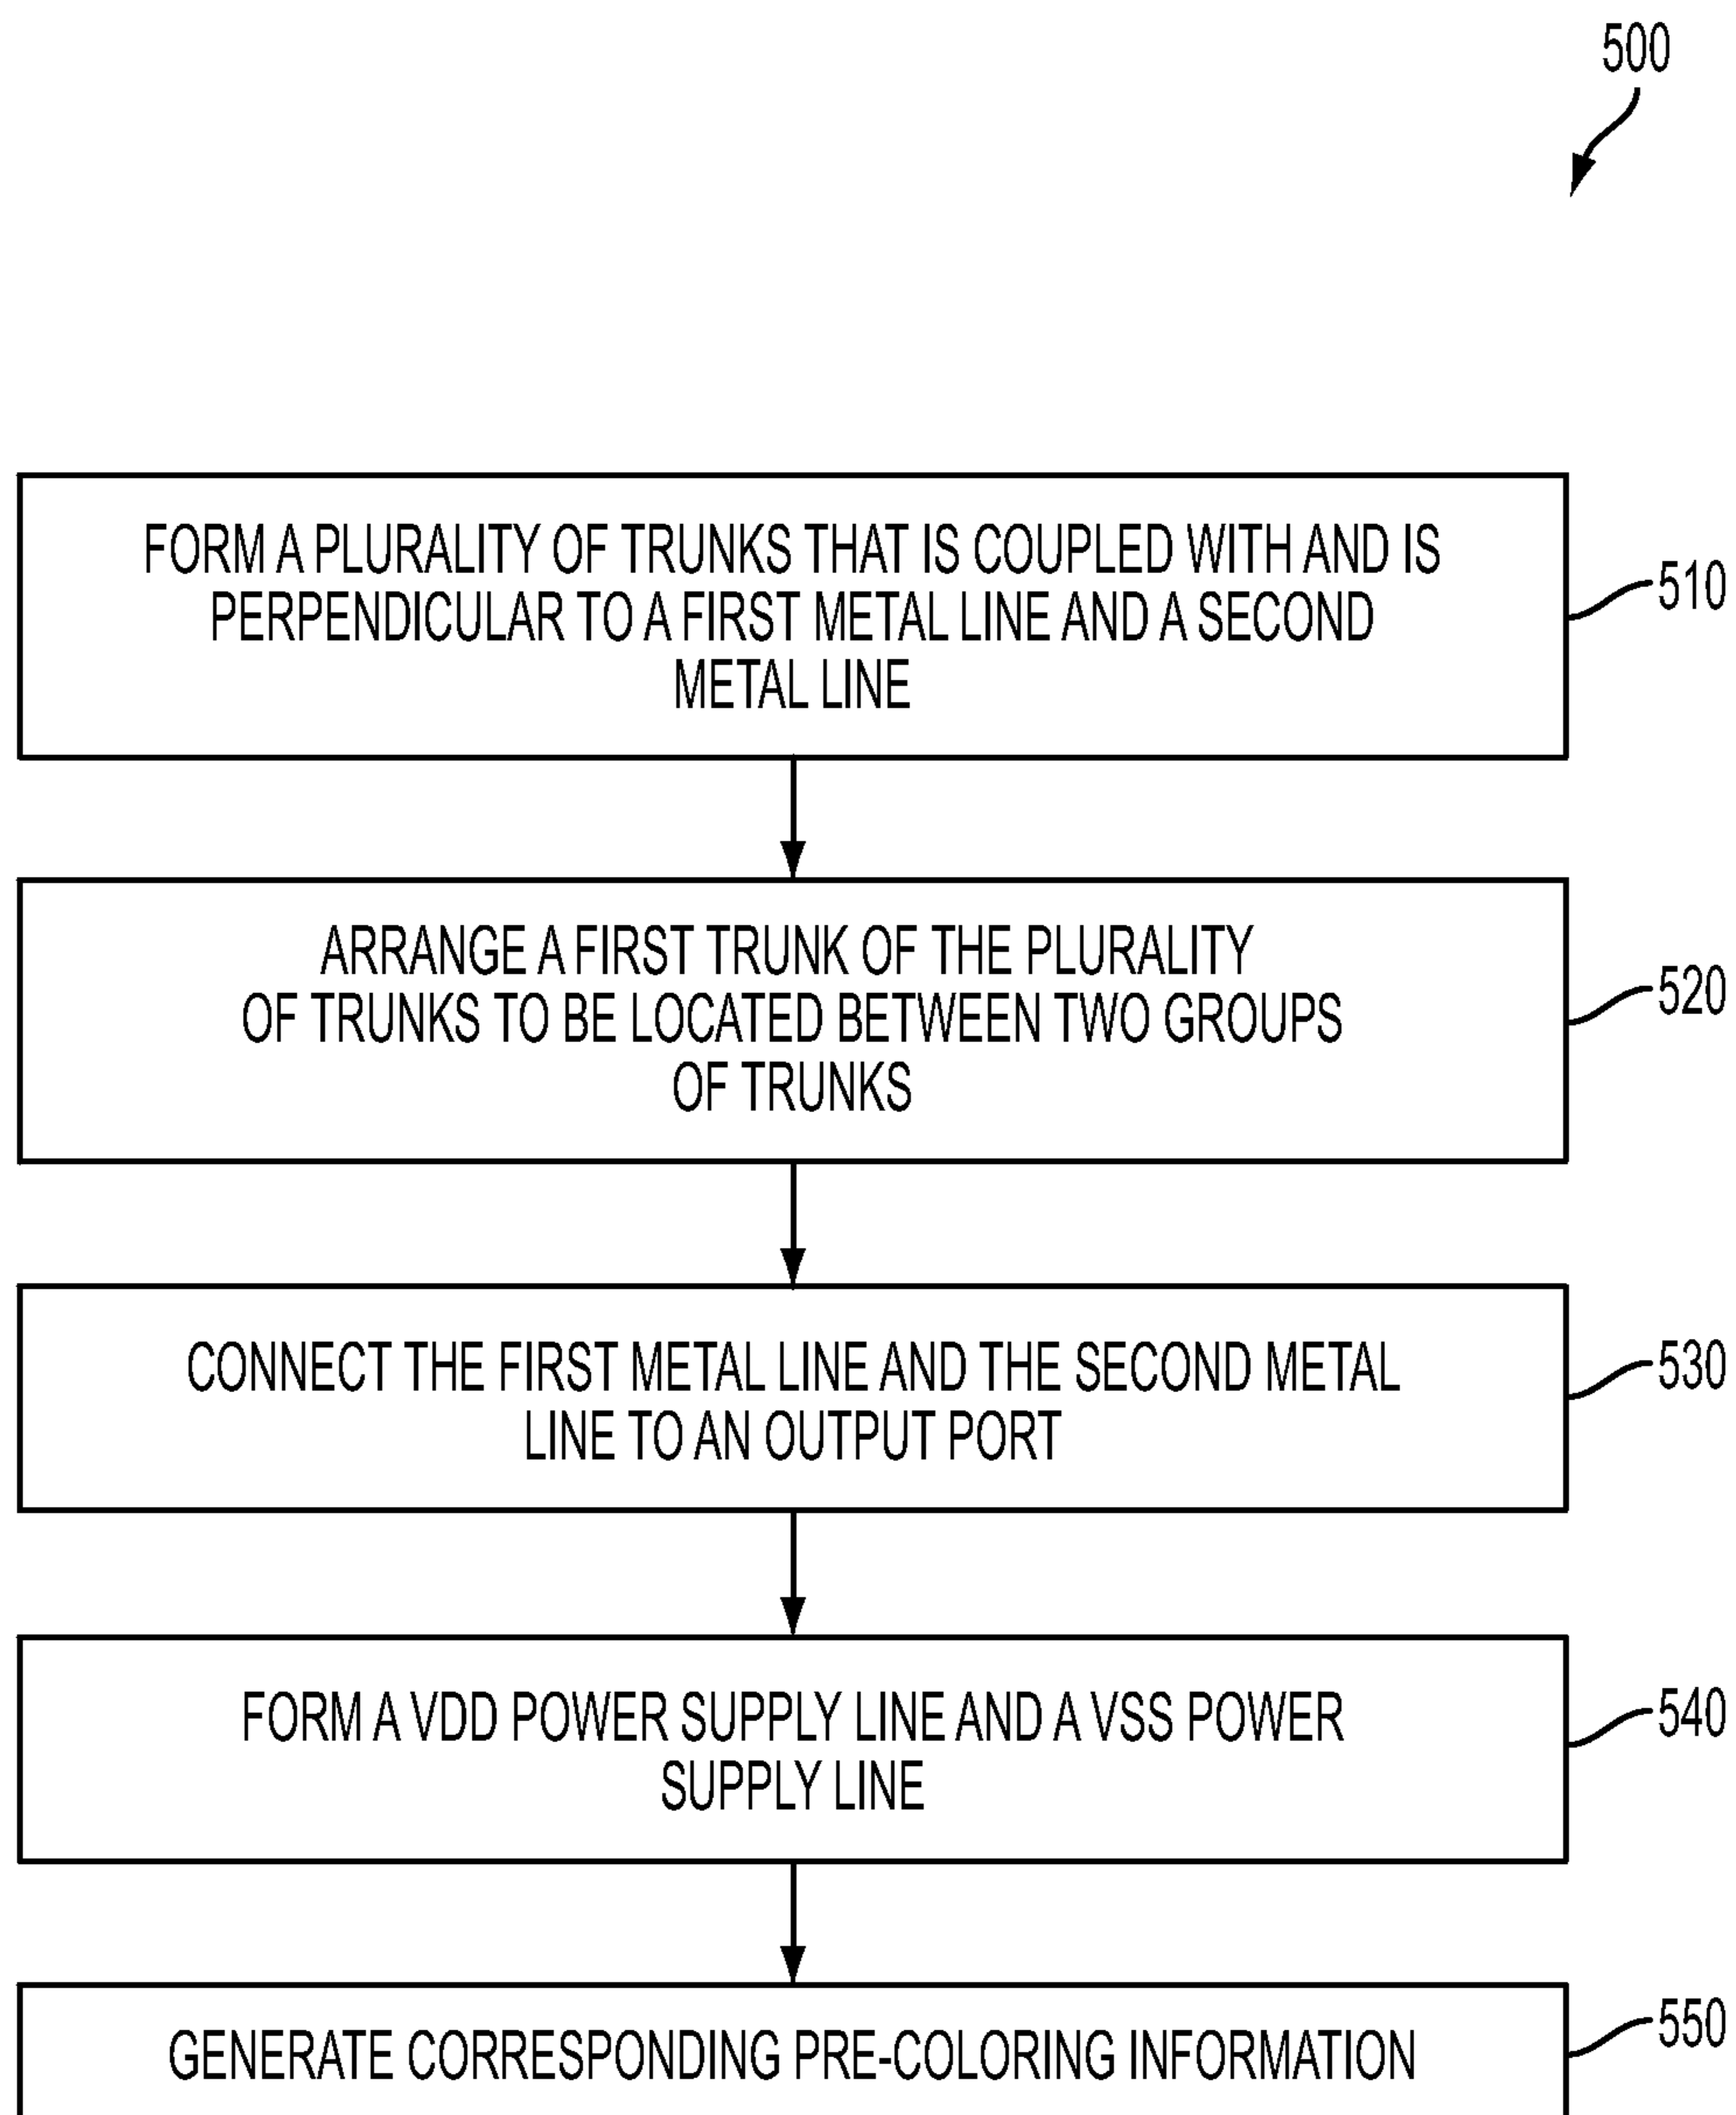 500
FORM A PLURALITY OF TRUNKS THAT IS COUPLED WITH AND IS
PERPENDICULAR TO A FIRST METAL LINE AND A SECOND
METAL LINE
510
ARRANGE A FIRST TRUNK OF THE PLURALITY
OF TRUNKS TO BE LOCATED BETWEEN TWO GROUPS
OF TRUNKS
520
CONNECT THE FIRST METAL LINE AND THE SECOND METAL
LINE TO AN OUTPUT PORT
530
FORM A VDD POWER SUPPLY LINE AND A VSS POWER
SUPPLY LINE
540
GENERATE CORRESPONDING PRE-COLORING INFORMATION
550